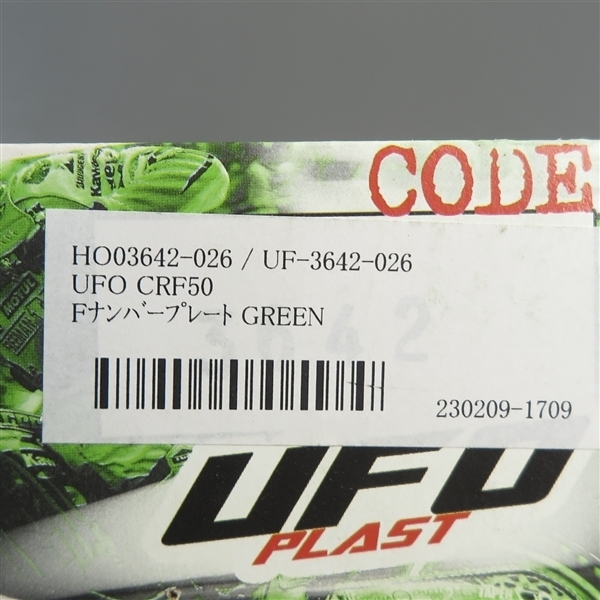 CODE
HO03642-026 / UF-3642-026
UFO CRF50
Fﾅﾝﾊﾞｰﾌﾟﾚｰﾄ GREEN
3642
230209-1709
UFO
PLAST